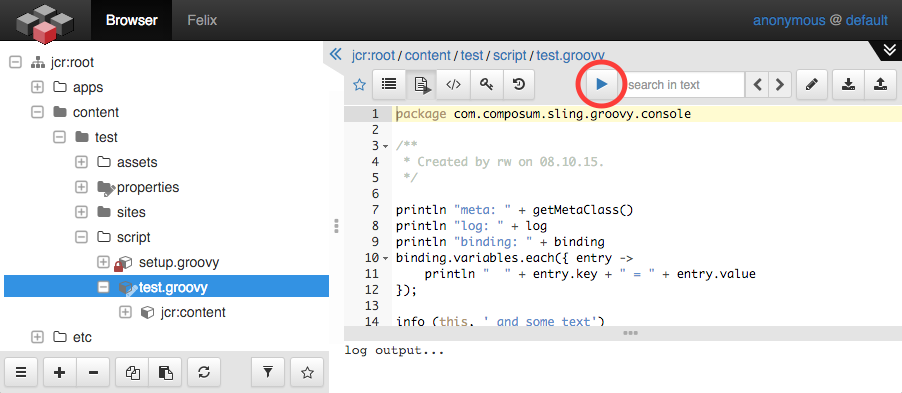 Browser
Felix
anonymous @ default
jcr:root
apps
content
test
assets
properties
sites
script
setup.groovy
test.groovy
jcr:content
etc
jcr:root / content / test / script / test.groovy
search in text
1 package com.composum.sling.groovy.console
2
3 /**
4 * Created by rw on 08.10.15.
5 */
6
7 println "meta: " + getMetaClass()
8 println "log: " + log
9 println "binding: " + binding
10 binding.variables.each({ entry ->
11 println "  " + entry.key + " = " + entry.value
12 });
13
14 info (this, ' and some text')
log output...